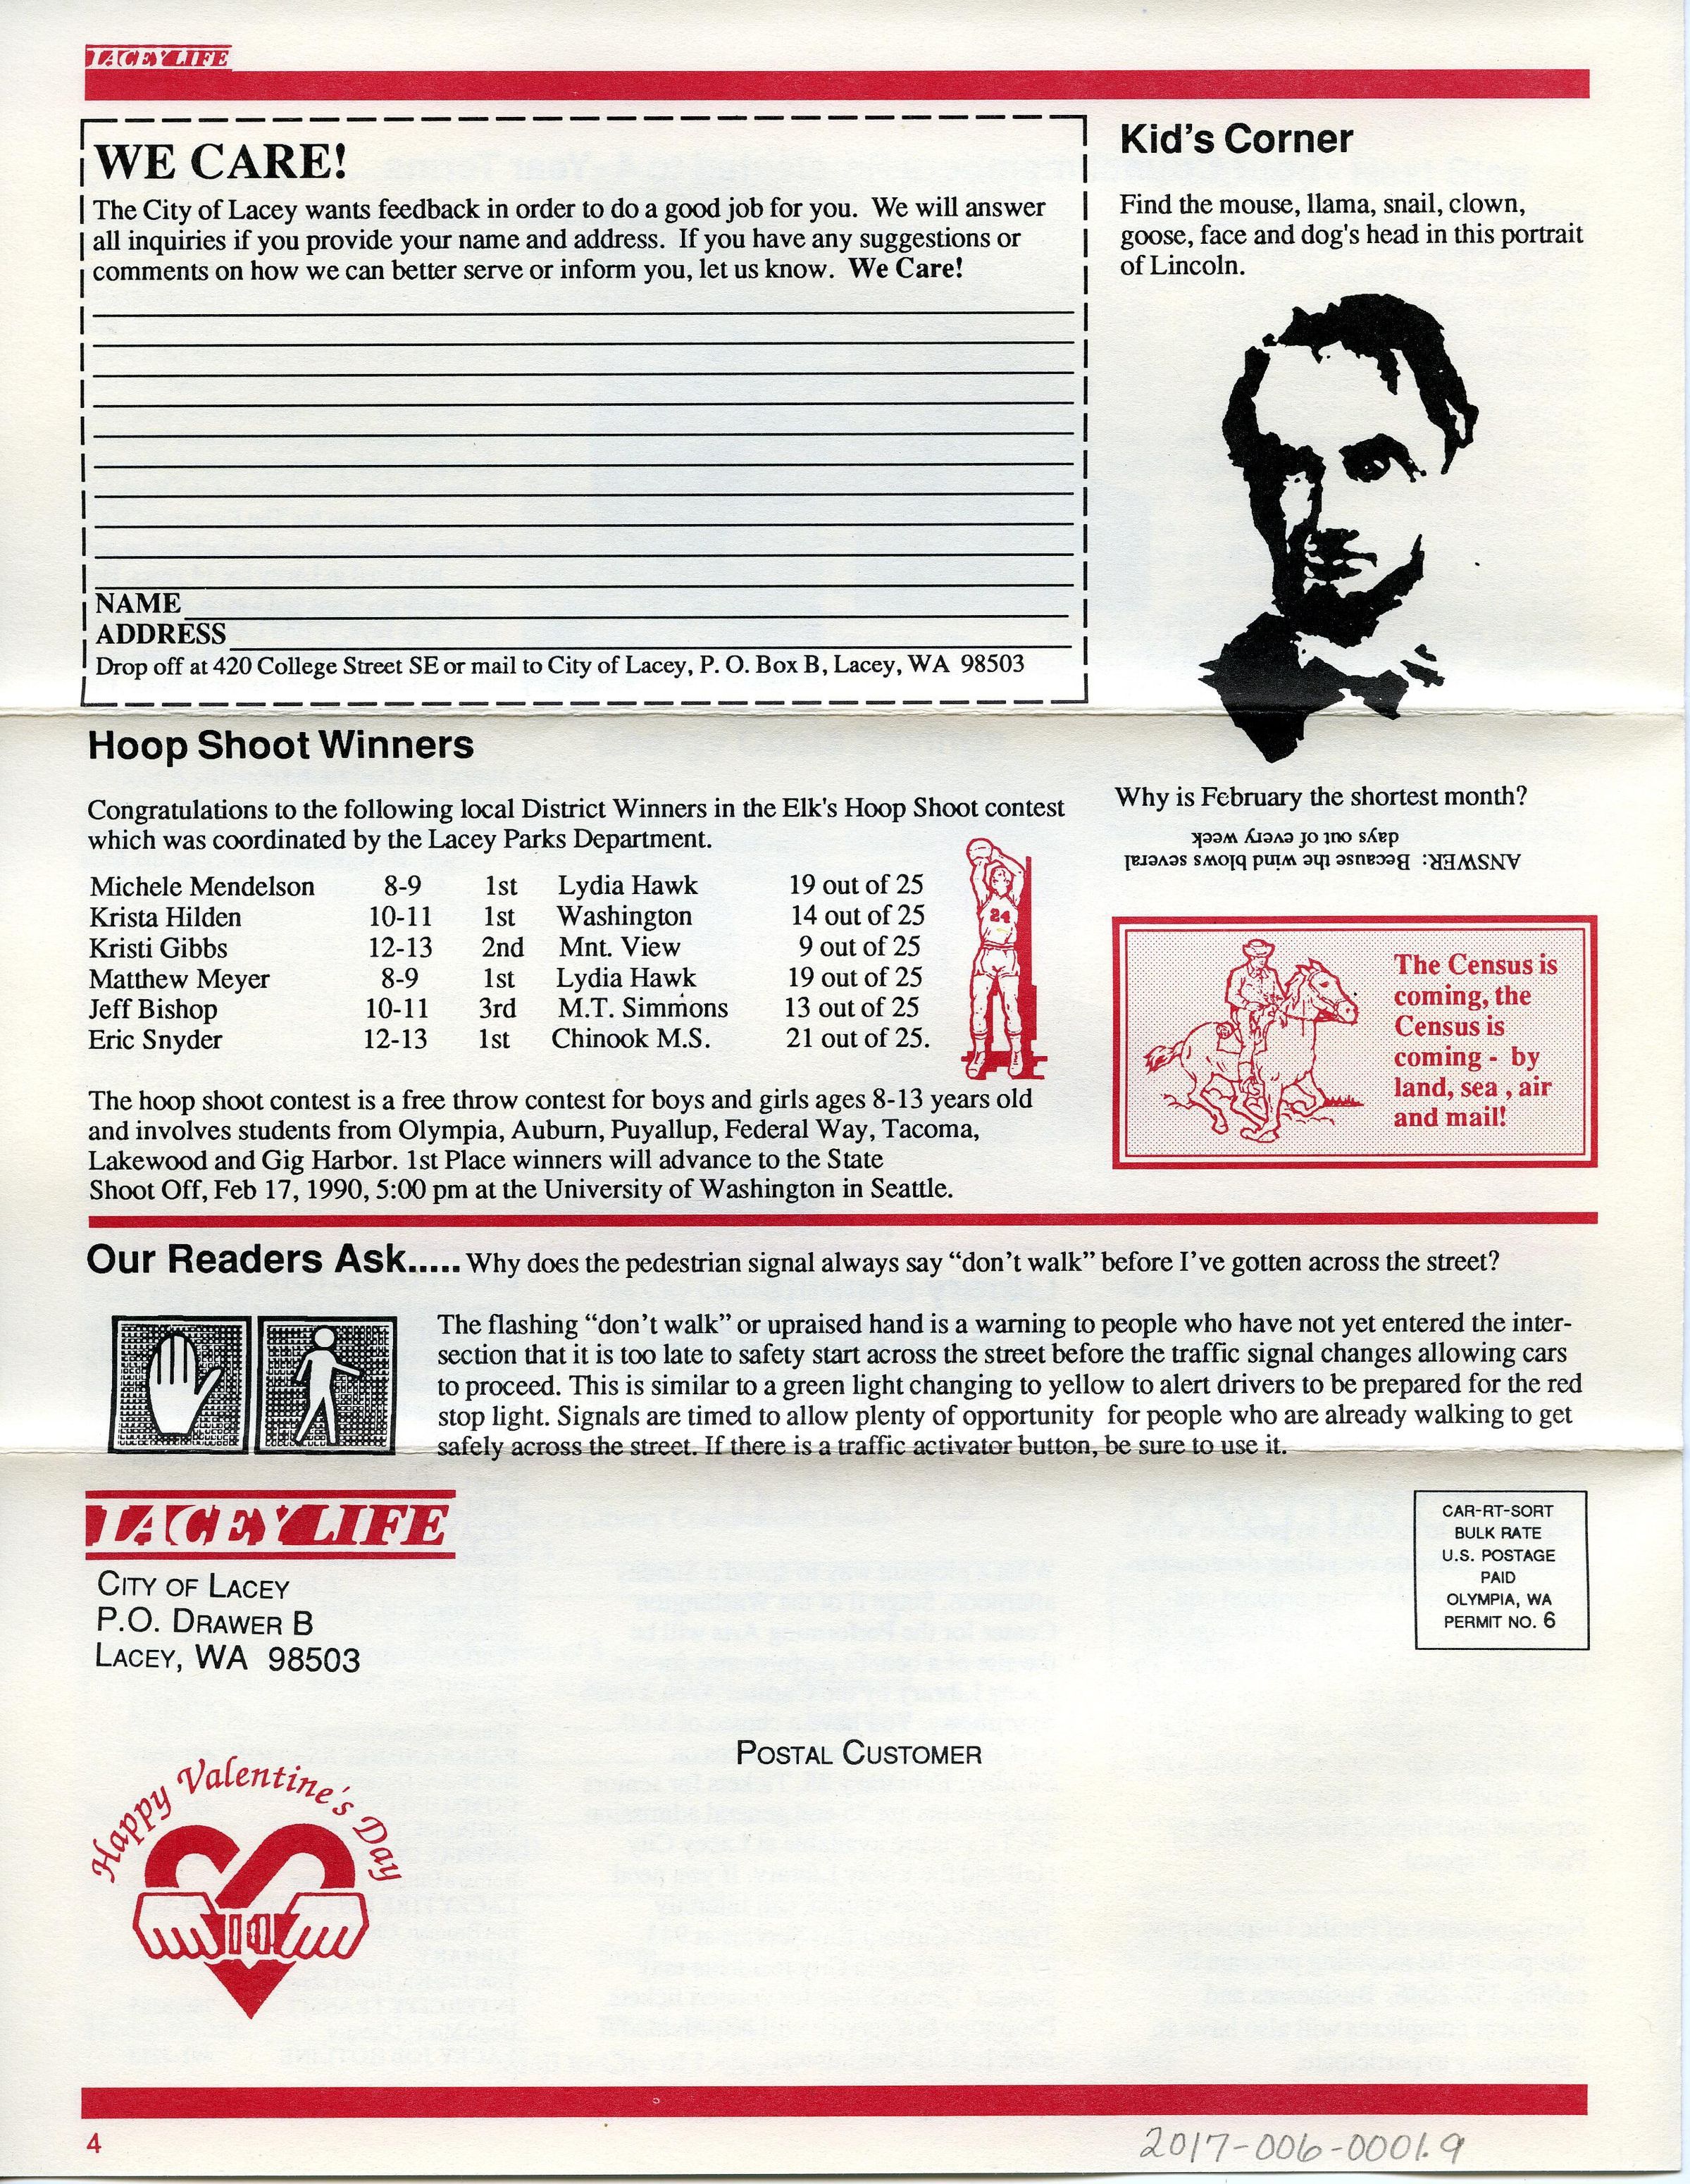 LACEY LIFE
WE CARE!
The City of Lacey wants feedback in order to do a good job for you. We will answer
all inquiries if you provide your name and address. If you have any suggestions or
comments on how we can better serve or inform you, let us know. We Care!
NAME
ADDRESS
Drop off at 420 College Street SE or mail to City of Lacey, P. O. Box B, Lacey, WA 98503
Kid's Corner
Find the mouse, llama, snail, clown,
goose, face and dog's head in this portrait
of Lincoln.
Why is February the shortest month?
ANSWER: Because the wind blows several
days out of every week
Hoop Shoot Winners
Congratulations to the following local District Winners in the Elk's Hoop Shoot contest
which was coordinated by the Lacey Parks Department.
Michele Mendelson 8-9 1st Lydia Hawk 19 out of 25
Krista Hilden 10-11 1st Washington 14 out of 25
Kristi Gibbs 12-13 2nd Mnt. View 9 out of 25
Matthew Meyer 8-9 1st Lydia Hawk 19 out of 25
Jeff Bishop 10-11 3rd M.T. Simmons 13 out of 25
Eric Snyder 12-13 1st Chinook M.S. 21 out of 25.
24
The hoop shoot contest is a free throw contest for boys and girls ages 8-13 years old
and involves students from Olympia, Auburn, Puyallup, Federal Way, Tacoma,
Lakewood and Gig Harbor. 1st Place winners will advance to the State
Shoot Off, Feb 17, 1990, 5:00 pm at the University of Washington in Seattle.
The Census is
coming, the
Census is
coming - by
land, sea , air
and mail!
Our Readers Ask..... Why does the pedestrian signal always say “don't walk” before I've gotten across the street?
The flashing “don't walk” or upraised hand is a warning to people who have not yet entered the inter-
section that it is too late to safety start across the street before the traffic signal changes allowing cars
to proceed. This is similar to a green light changing to yellow to alert drivers to be prepared for the red
stop light. Signals are timed to allow plenty of opportunity for people who are already walking to get
safely across the street. If there is a traffic activator button, be sure to use it.
LACEY LIFE
CITY OF LACEY
P.O. DRAWER B
LACEY, WA 98503
CAR-RT-SORT
BULK RATE
U.S. POSTAGE
PAID
OLYMPIA, WA
PERMIT NO. 6
POSTAL CUSTOMER
Happy Valentine's Day
4
2017-006-0001.9